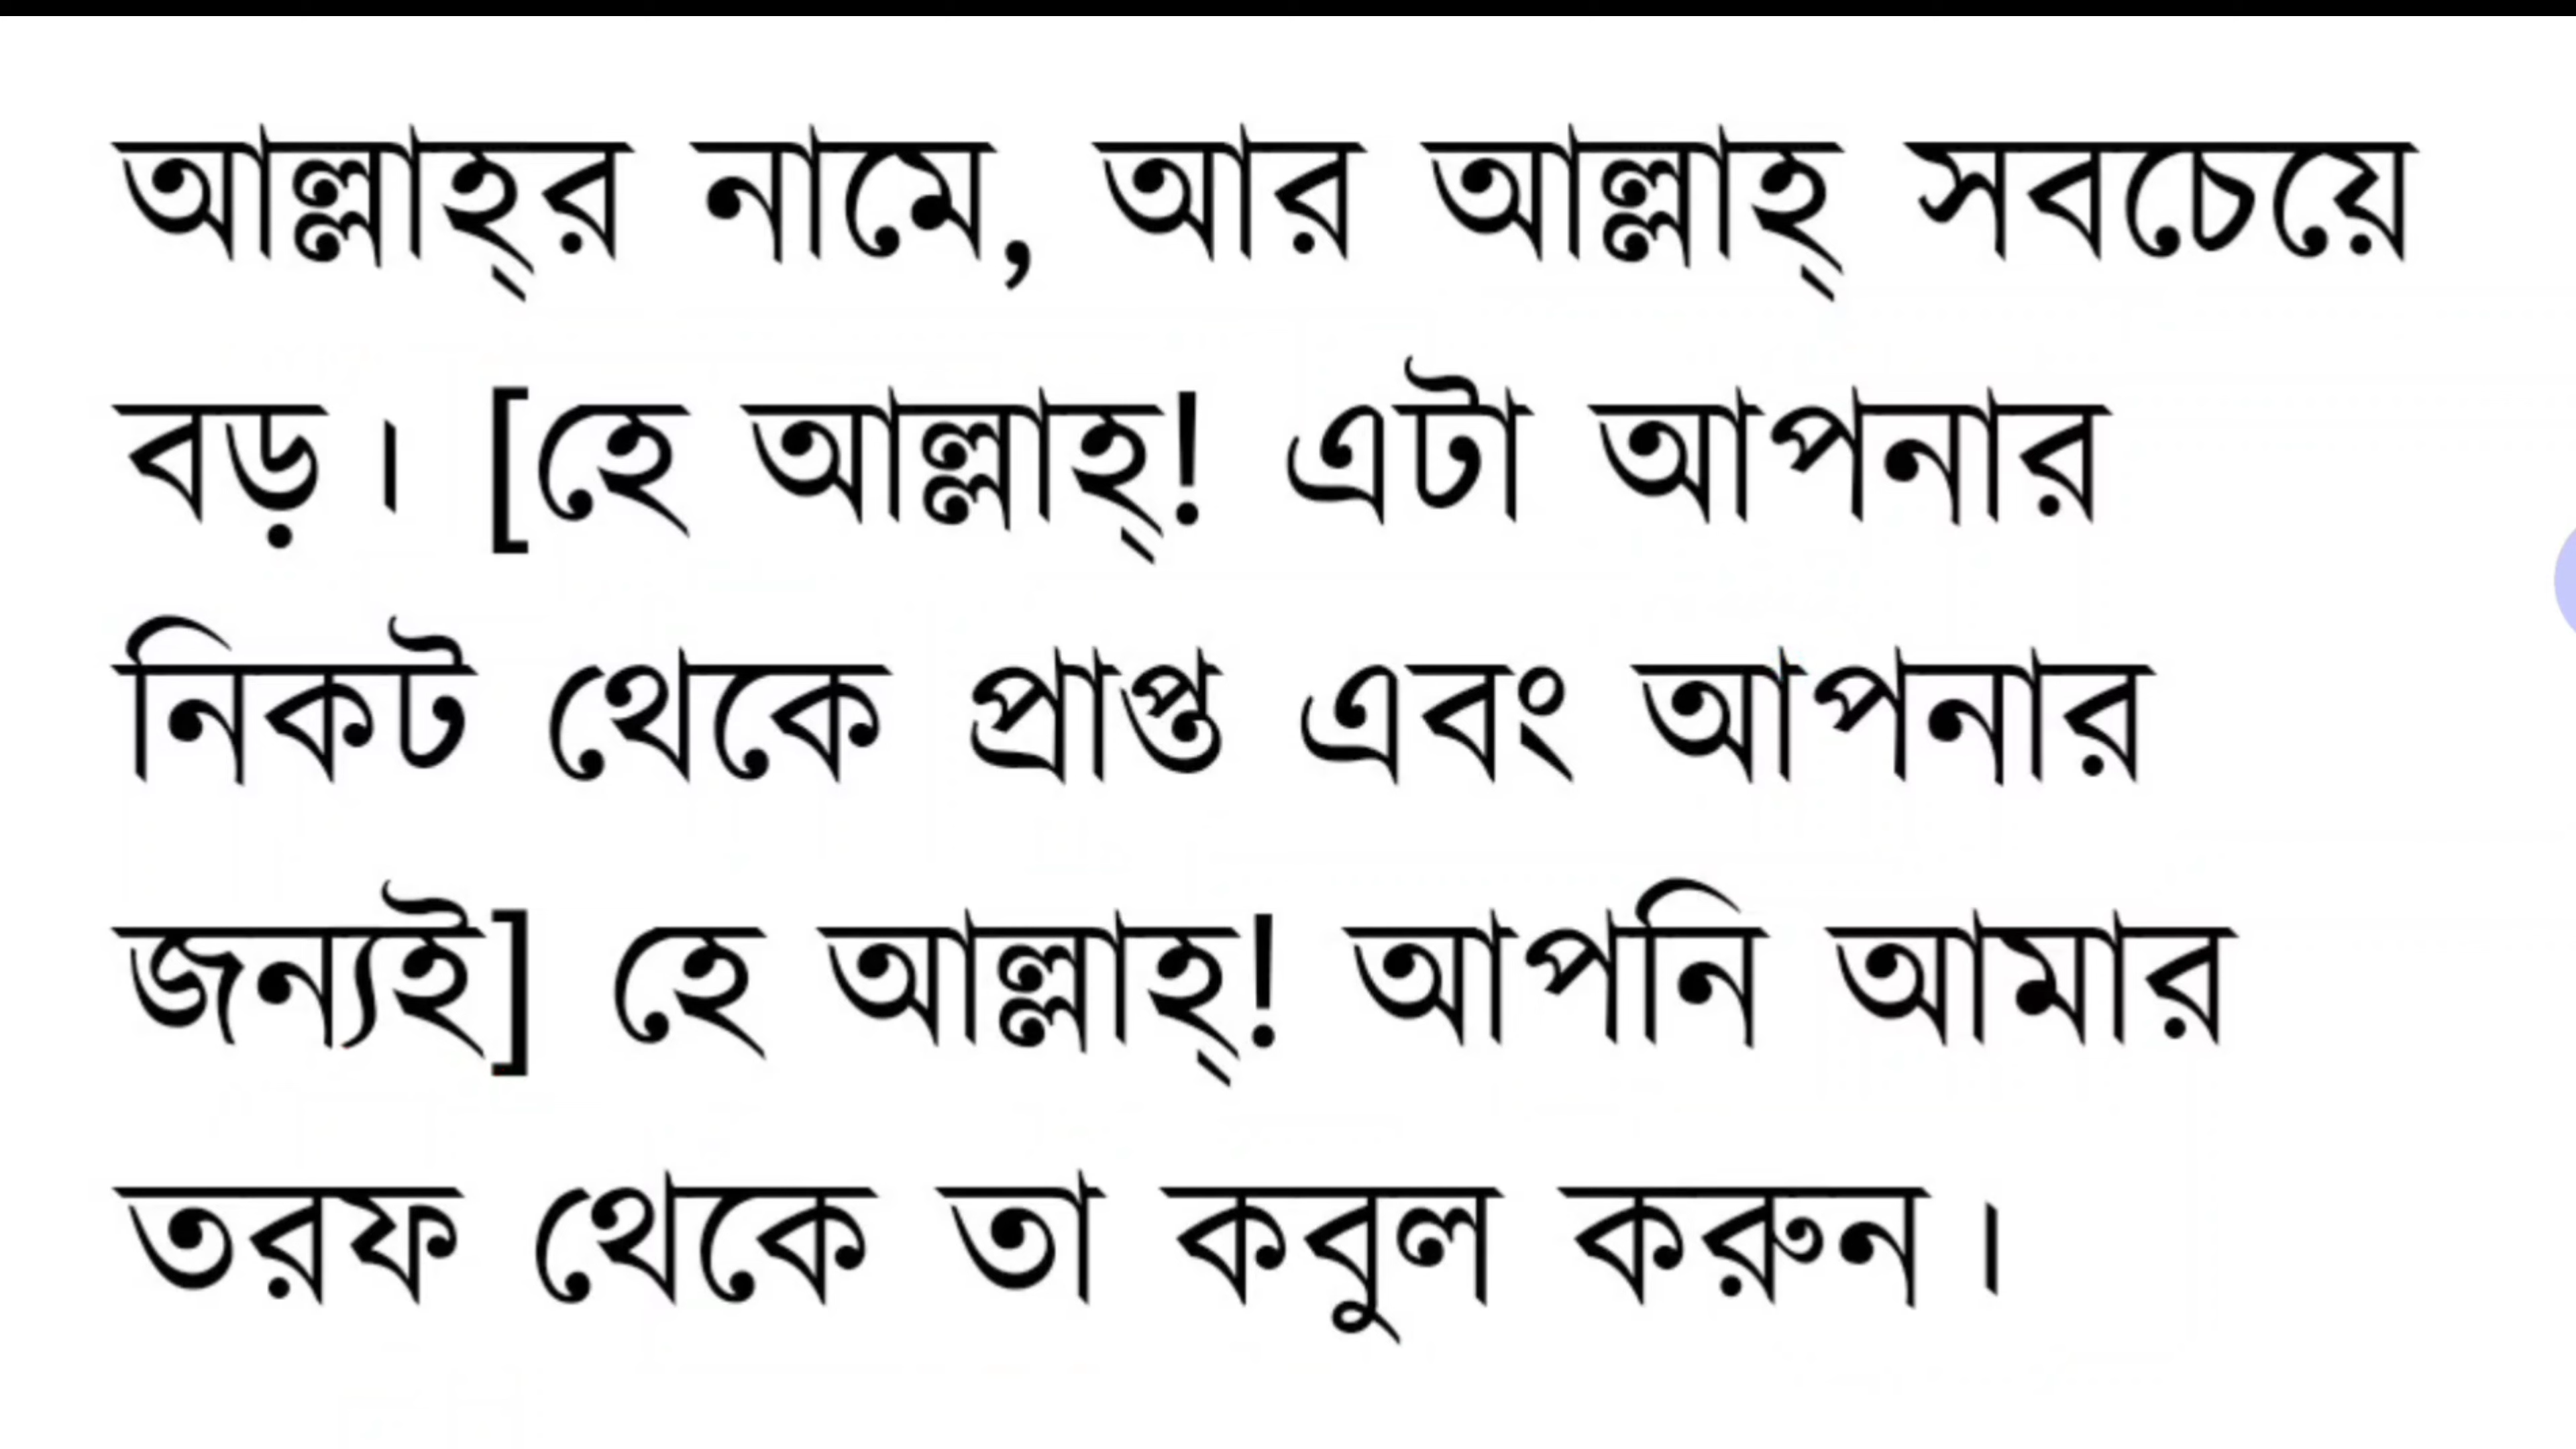 আল্লাহ্‌র নামে, আর আল্লাহ্ সবচেয়ে
বড়। [হে আল্লাহ্! এটা আপনার
নিকট থেকে প্রাপ্ত এবং আপনার
জন্যই] হে আল্লাহ্! আপনি আমার
তরফ থেকে তা কবুল করুন।